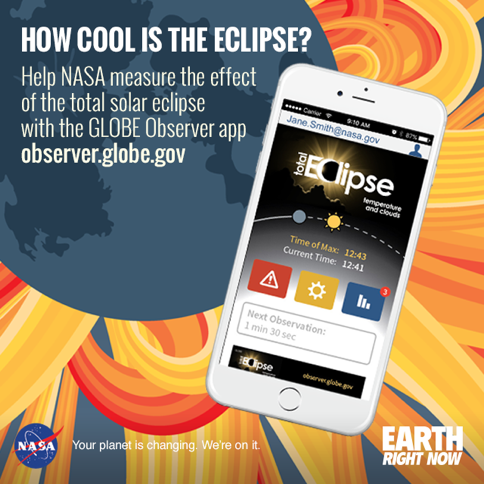 HOW COOL IS THE ECLIPSE?
Help NASA measure the effect
of the total solar eclipse
with the GLOBE Observer app
observer.globe.gov
Carrier
9:10 AM
87%
Jane.Smith@nasa.gov
total
Eclipse
temperature
and clouds
Time of Max: 12:43
Current Time: 12:41
3
Next Observation:
1 min 30 sec
Eclipse
observer.globe.gov
NASA
Your planet is changing. We're on it.
EARTH
RIGHT NOW